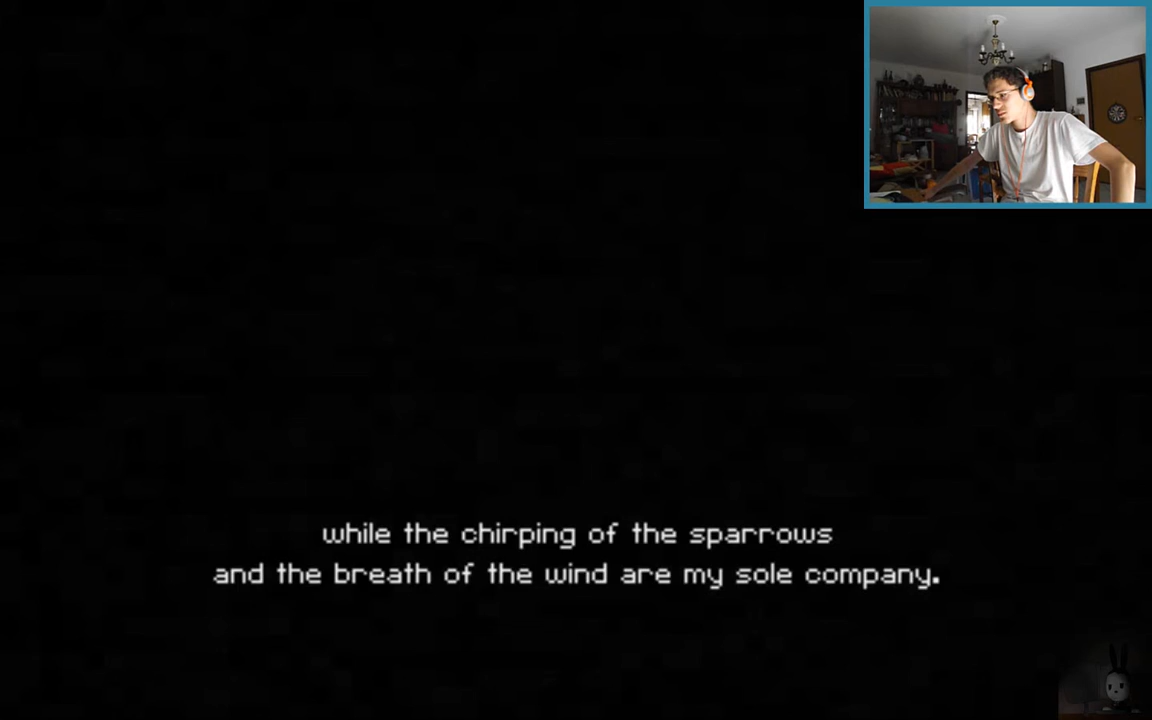 while the chirping of the sparrows
and the breath of the wind are my sole company.